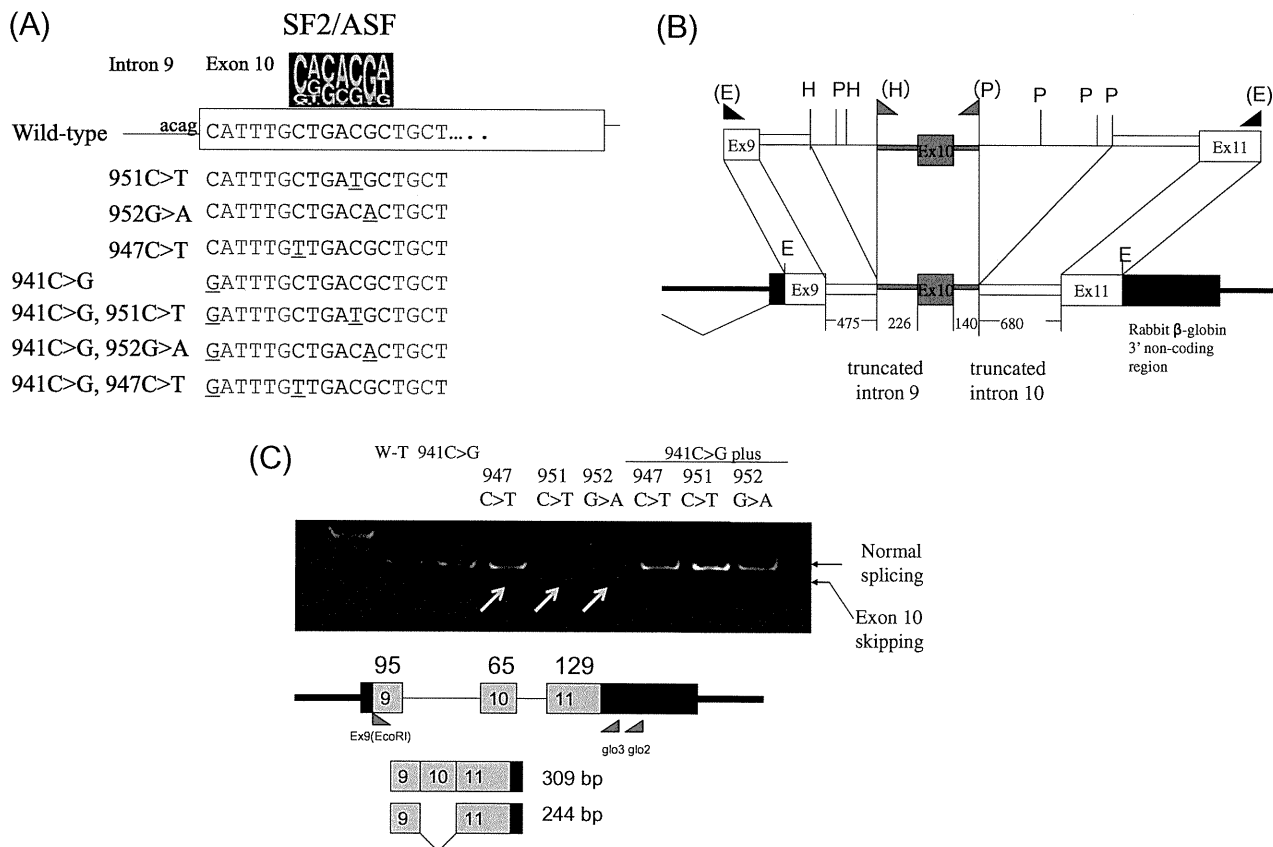 (A)
SF2/ASF
Intron 9 Exon 10
Wild-type acag CATTTGCTGACGCTGCT.....
951C>T CATTTGCTGATGCTGCT
952G>A CATTTGCTGACACTGCT
947C>T CATTTGTTGACGCTGCT
941C>G GATTTGCTGACGCTGCT
941C>G, 951C>T GATTTGCTGATGCTGCT
941C>G, 952G>A GATTTGCTGACACTGCT
941C>G, 947C>T GATTTGTTGACGCTGCT
(B)
(E) H PH (H) (P) P P P (E)
Ex9 Ex10 Ex11
E E
Ex9 Ex10 Ex11
475 226 140 680
truncated intron 9
truncated intron 10
Rabbit β-globin
3' non-coding
region
(C)
W-T 941C>G 941C>G plus
947 951 952 947 951 952
C>T C>T G>A C>T C>T G>A
Normal
splicing
Exon 10
skipping
95 65 129
9 10 11
Ex9(EcoRI) glo3 glo2
9 10 11 309 bp
9 11 244 bp